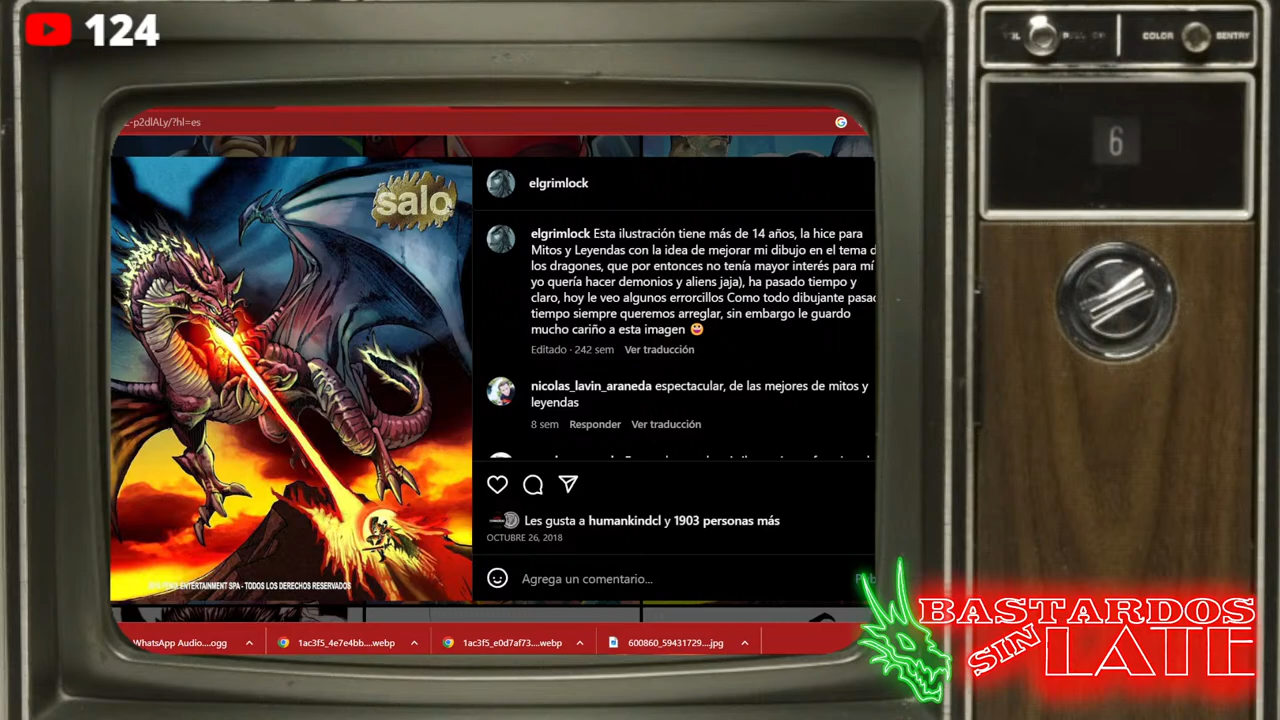 124
COLOR
SENTRY
6
-p2dlALy/?hl=es
salo
ENTERTAINMENT SPA - TODOS LOS DERECHOS RESERVADOS
elgrimlock
elgrimlock Esta ilustración tiene más de 14 años, la hice para
Mitos y Leyendas con la idea de mejorar mi dibujo en el tema d
los dragones, que por entonces no tenía mayor interés para mí
yo quería hacer demonios y aliens jaja), ha pasado tiempo y
claro, hoy le veo algunos errorcillos Como todo dibujante pasad
tiempo siempre queremos arreglar, sin embargo le guardo
mucho cariño a esta imagen
Editado · 242 sem Ver traducción
nicolas_lavin_araneda espectacular, de las mejores de mitos y
leyendas
8 sem Responder Ver traducción
Les gusta a humankindcl y 1903 personas más
OCTUBRE 26, 2018
Agrega un comentario...
WhatsApp Audio....ogg
1ac3f5_4e7e4bb....webp
1ac3f5_e0d7af73....webp
600860_59431729....jpg
BASTARDOS
SIN LATE